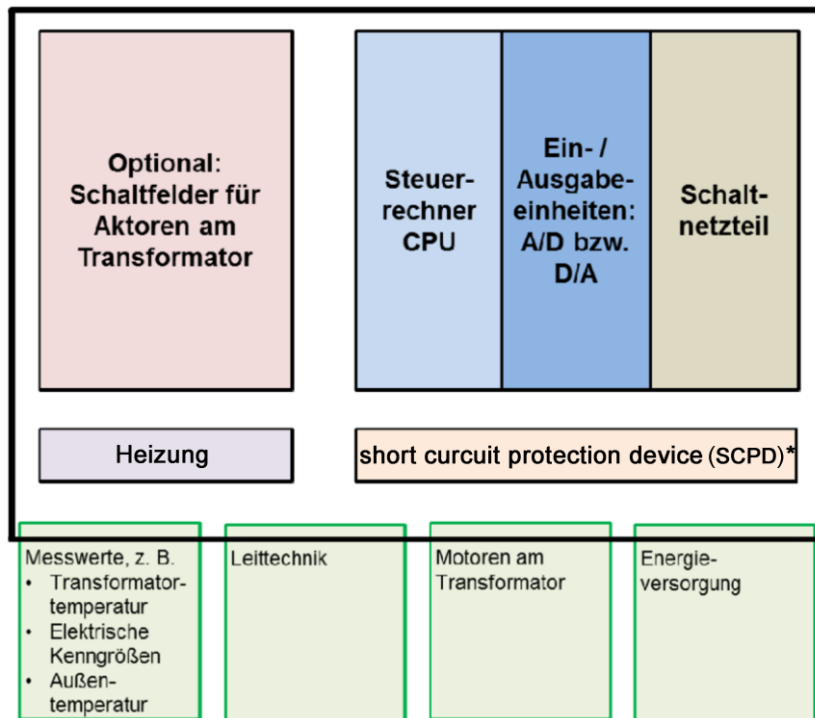 Optional:
Schaltfelder für
Aktoren am
Transformator
Steuer-
rechner
CPU
Ein- /
Ausgabe-
einheiten:
A/D bzw.
D/A
Schalt-
netzteil
Heizung
short curcuit protection device (SCPD)*
Messwerte, z. B.
• Transformator-
temperatur
• Elektrische
Kenngrößen
• Außen-
temperatur
Leittechnik
Motoren am
Transformator
Energie-
versorgung